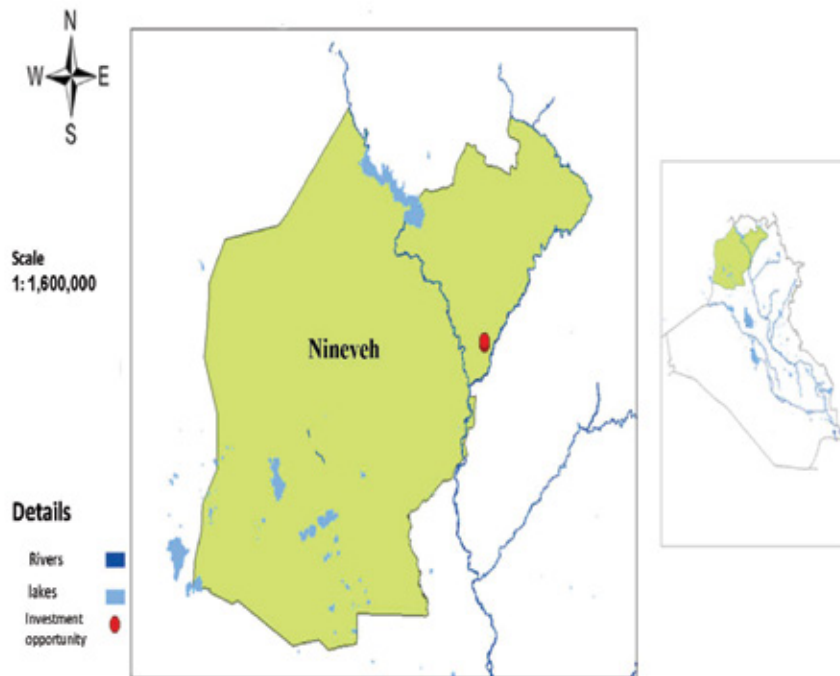 N
W E
S
Scale
1: 1,600,000
Nineveh
Details
Rivers
lakes
Investment
opportunity